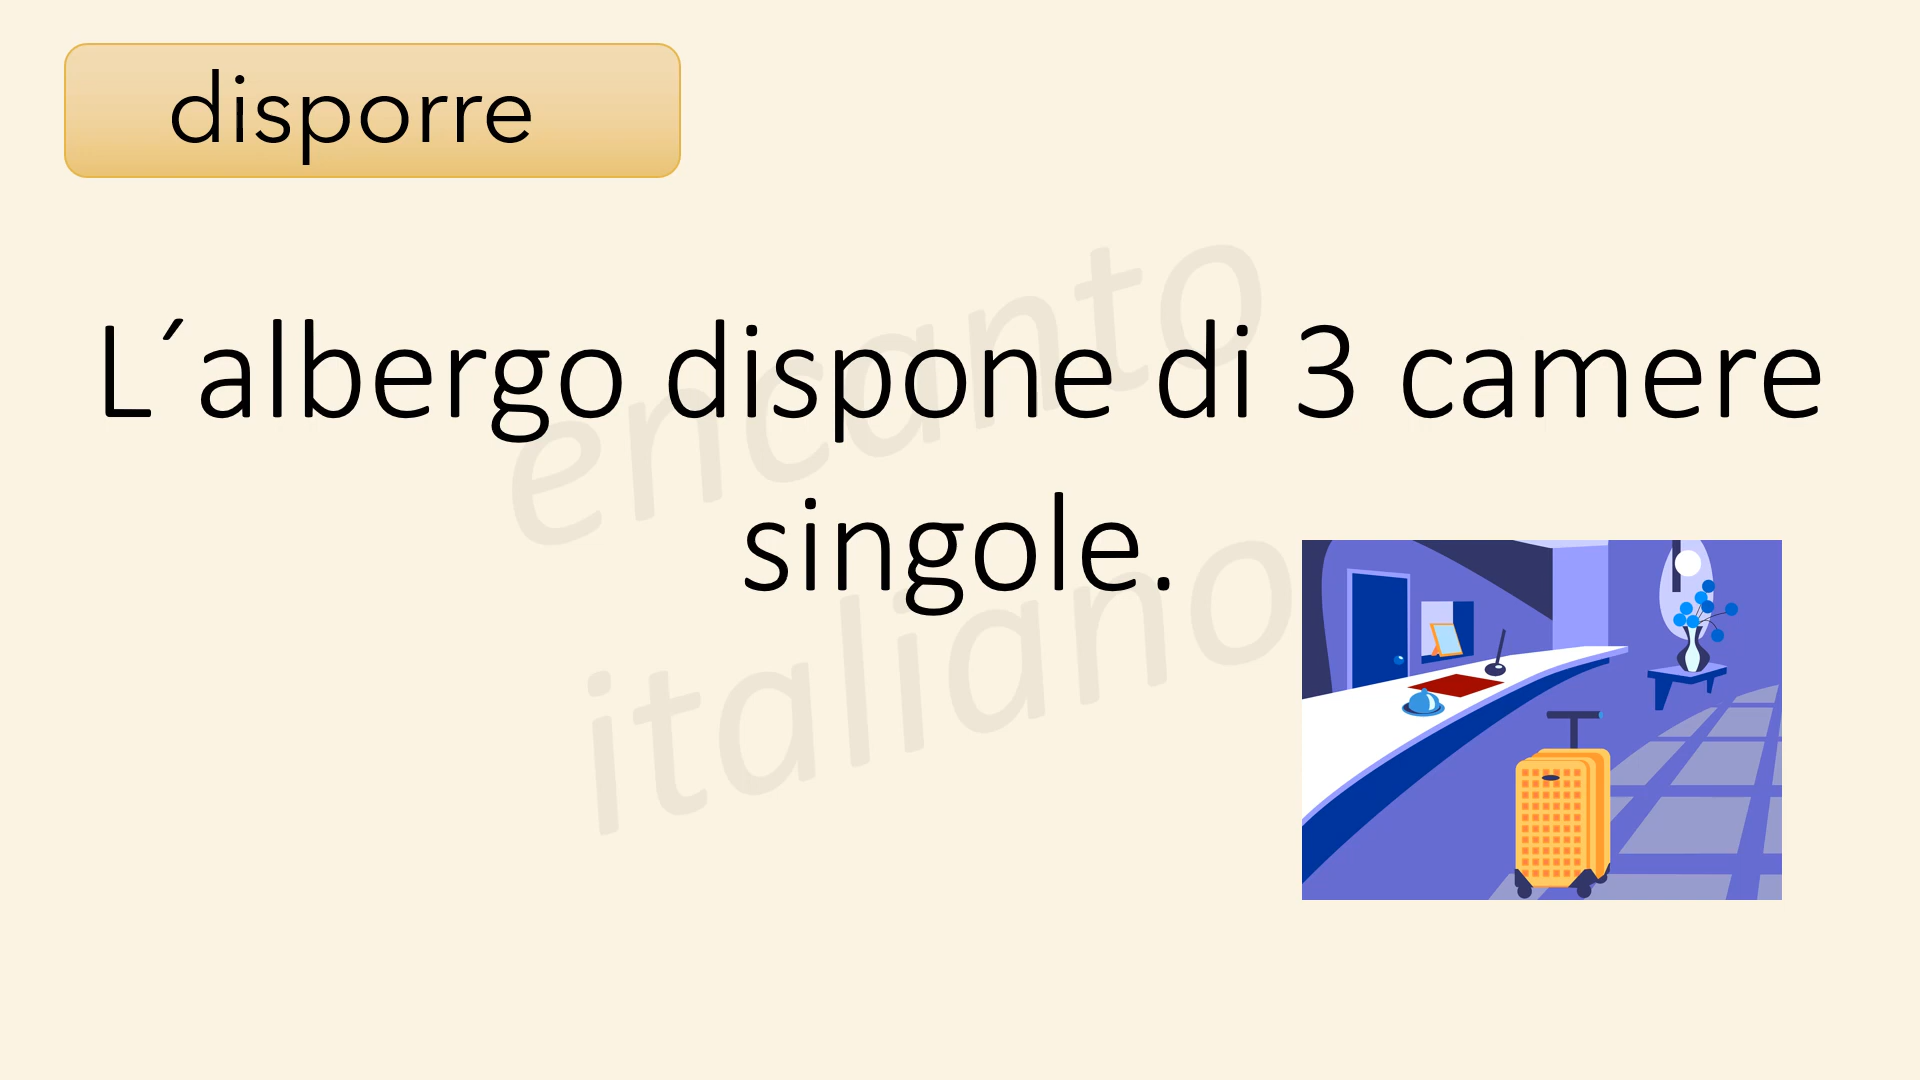 disporre
L´albergo dispone di 3 camere
singole.
encanto
italiano